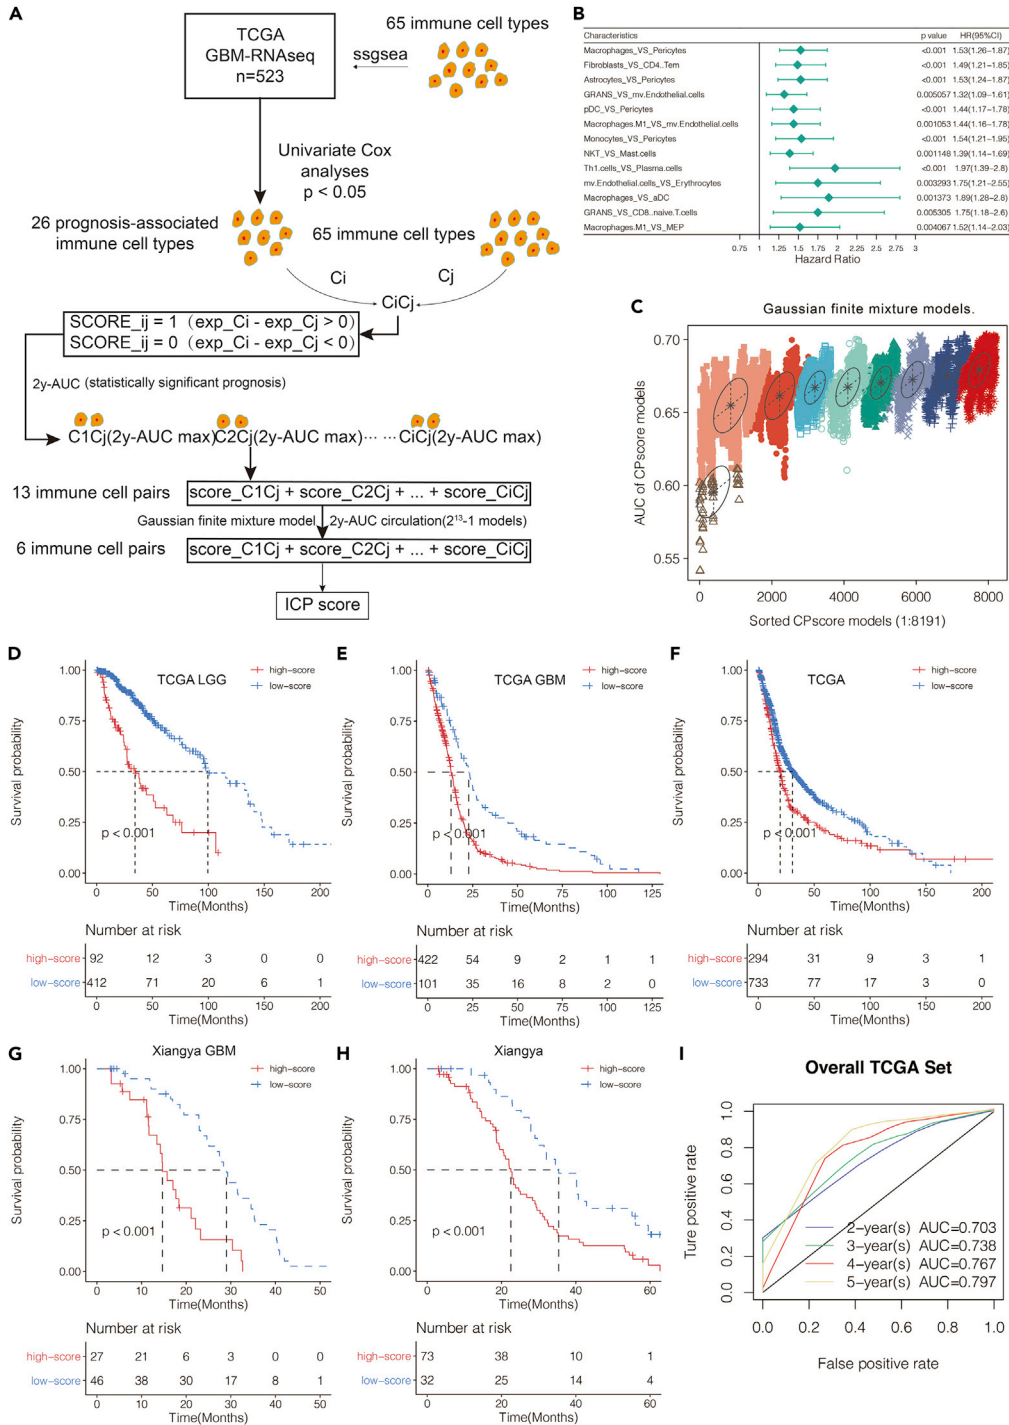 A
TCGA
GBM-RNAseq
n=523
ssgsea
65 immune cell types
Univariate Cox
analyses
p < 0.05
26 prognosis-associated
immune cell types
65 immune cell types
Ci
Cj
CiCj
SCORE_ij = 1 (exp_Ci - exp_Cj > 0)
SCORE_ij = 0 (exp_Ci - exp_Cj < 0)
2y-AUC (statistically significant prognosis)
C1Cj(2y-AUC max)C2Cj(2y-AUC max)··· ···CiCj(2y-AUC max)
13 immune cell pairs
score_C1Cj + score_C2Cj + ... + score_CiCj
Gaussian finite mixture model
2y-AUC circulation(2¹³-1 models)
6 immune cell pairs
score_C1Cj + score_C2Cj + ... + score_CiCj
ICP score
B
Characteristics p value HR(95%CI)
Macrophages_VS_Pericytes <0.001 1.53(1.26–1.87)
Fibroblasts_VS_CD4..Tem <0.001 1.49(1.21–1.85)
Astrocytes_VS_Pericytes <0.001 1.53(1.24–1.87)
GRANS_VS_mv.Endothelial.cells 0.005057 1.32(1.09–1.61)
pDC_VS_Pericytes <0.001 1.44(1.17–1.78)
Macrophages.M1_VS_mv.Endothelial.cells 0.001053 1.44(1.16–1.78)
Monocytes_VS_Pericytes <0.001 1.54(1.21–1.95)
NKT_VS_Mast.cells 0.001148 1.39(1.14–1.69)
Th1.cells_VS_Plasma.cells <0.001 1.97(1.39–2.8)
mv.Endothelial.cells_VS_Erythrocytes 0.003293 1.75(1.21–2.55)
Macrophages_VS_aDC 0.001373 1.89(1.28–2.8)
GRANS_VS_CD8..naive.T.cells 0.005305 1.75(1.18–2.6)
Macrophages.M1_VS_MEP 0.004067 1.52(1.14–2.03)
0.75 1 1.25 1.5 1.75 2 2.25 2.5 2.75 3
Hazard Ratio
C
Gaussian finite mixture models.
AUC of CPscore models
0.70
0.65
0.60
0.55
0 2000 4000 6000 8000
Sorted CPscore models (1:8191)
D
TCGA LGG
high–score
low–score
Survival probability
1.00
0.75
0.50
0.25
0.00
p < 0.001
0 50 100 150 200
Time(Months)
Number at risk
high–score 92 12 3 0 0
low–score 412 71 20 6 1
0 50 100 150 200
Time(Months)
E
TCGA GBM
high–score
low–score
Survival probability
1.00
0.75
0.50
0.25
0.00
p < 0.001
0 25 50 75 100 125
Time(Months)
Number at risk
high–score 422 54 9 2 1 1
low–score 101 35 16 8 2 0
0 25 50 75 100 125
Time(Months)
F
TCGA
high–score
low–score
Survival probability
1.00
0.75
0.50
0.25
0.00
p < 0.001
0 50 100 150 200
Time(Months)
Number at risk
high–score 294 31 9 3 1
low–score 733 77 17 3 0
0 50 100 150 200
Time(Months)
G
Xiangya GBM
high–score
low–score
Survival probability
1.00
0.75
0.50
0.25
0.00
p < 0.001
0 10 20 30 40 50
Time(Months)
Number at risk
high–score 27 21 6 3 0 0
low–score 46 38 30 17 8 1
0 10 20 30 40 50
Time(Months)
H
Xiangya
high–score
low–score
Survival probability
1.00
0.75
0.50
0.25
0.00
p < 0.001
0 20 40 60
Time(Months)
Number at risk
high–score 73 38 10 1
low–score 32 25 14 4
0 20 40 60
Time(Months)
I
Overall TCGA Set
Ture positive rate
1.0
0.8
0.6
0.4
0.2
0.0
2–year(s) AUC=0.703
3–year(s) AUC=0.738
4–year(s) AUC=0.767
5–year(s) AUC=0.797
0.0 0.2 0.4 0.6 0.8 1.0
False positive rate